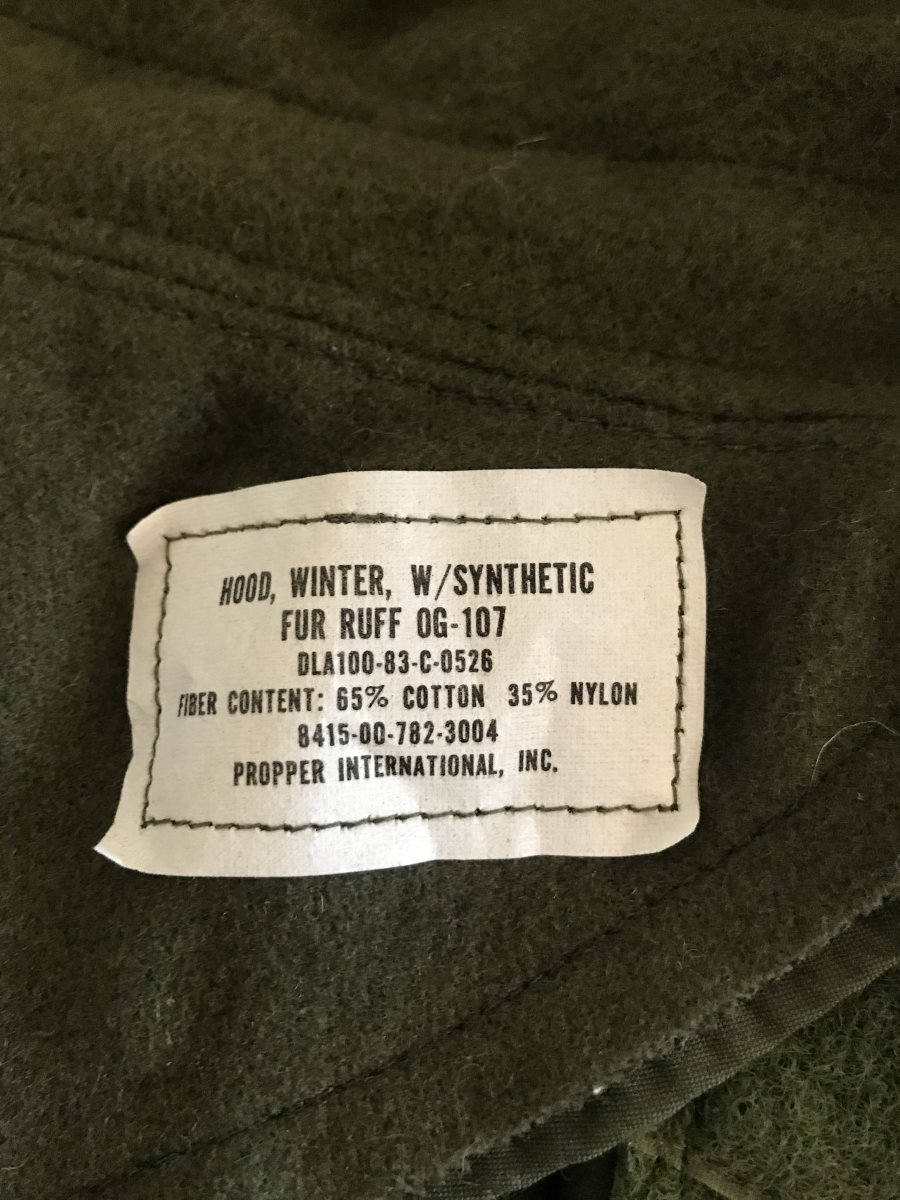 HOOD, WINTER, W/SYNTHETIC
FUR RUFF OG-107
DLA100-83-C-0526
FIBER CONTENT: 65% COTTON 35% NYLON
8415-00-782-3004
PROPPER INTERNATIONAL, INC.